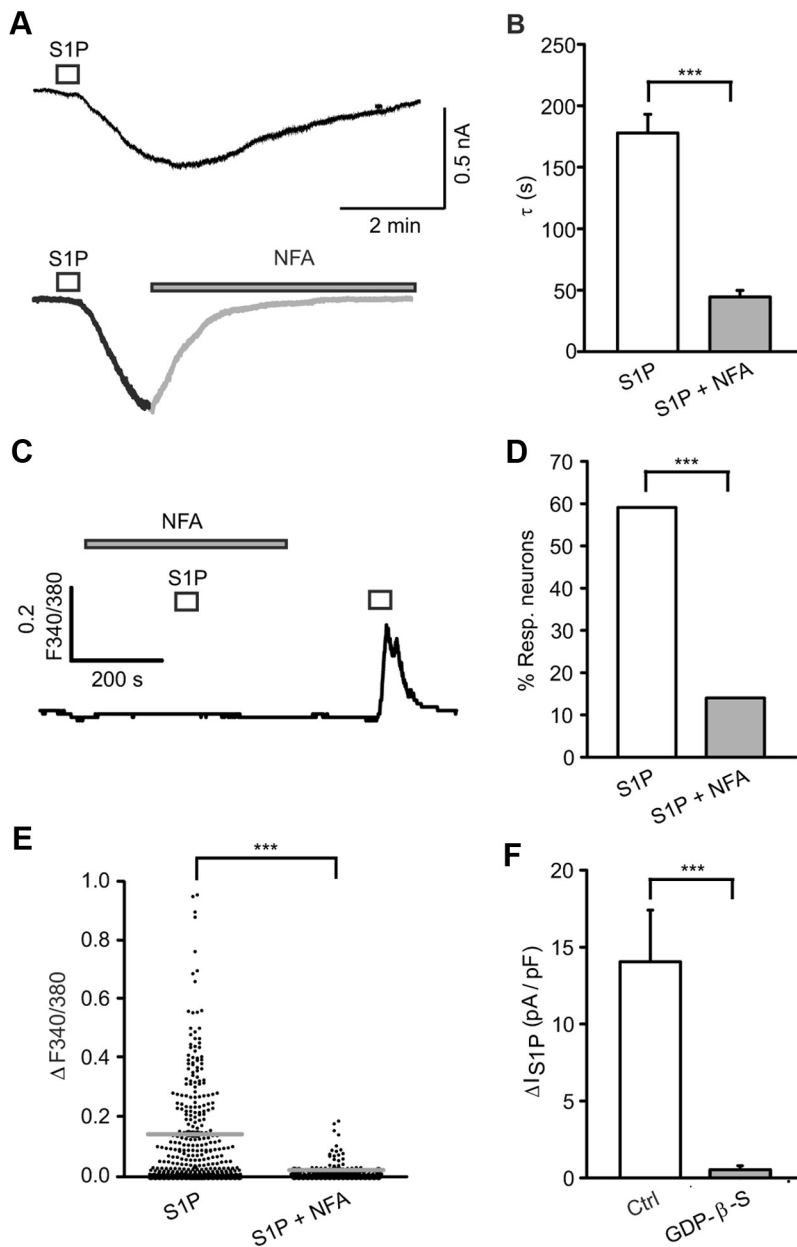 A
S1P
0.5 nA
2 min
S1P
NFA
B
250
200
150
100
50
0
τ (s)
***
S1P
S1P + NFA
C
NFA
S1P
0.2
F340/380
200 s
D
70
60
50
40
30
20
10
0
% Resp. neurons
***
S1P
S1P + NFA
E
1.0
0.8
0.6
0.4
0.2
0.0
Δ F340/380
***
S1P
S1P + NFA
F
20
15
10
5
0
ΔIS1P (pA / pF)
***
Ctrl
GDP-β-S